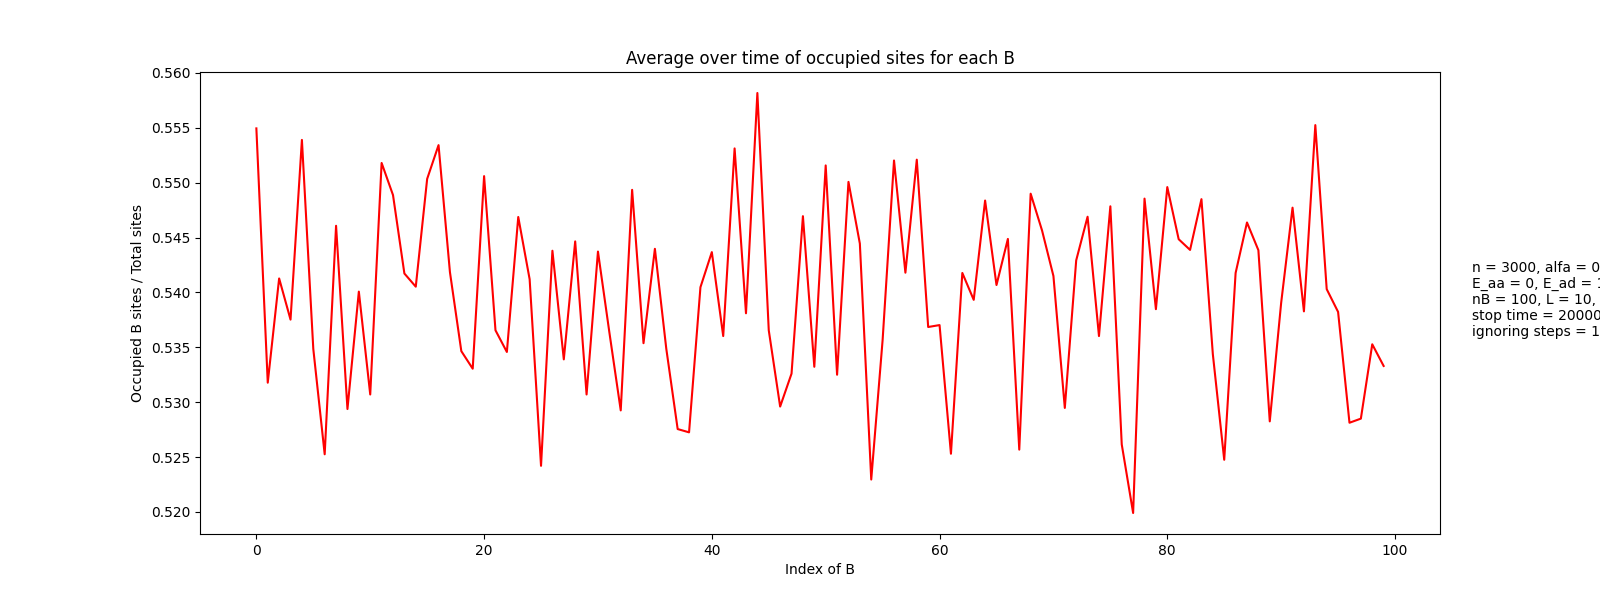 Average over time of occupied sites for each B
0.560
0.555
0.550
0.545
0.540
0.535
0.530
0.525
0.520
Occupied B sites / Total sites
0
20
40
60
80
100
Index of B
n = 3000, alfa = 0
E_aa = 0, E_ad = 1
nB = 100, L = 10,
stop time = 20000
ignoring steps = 1